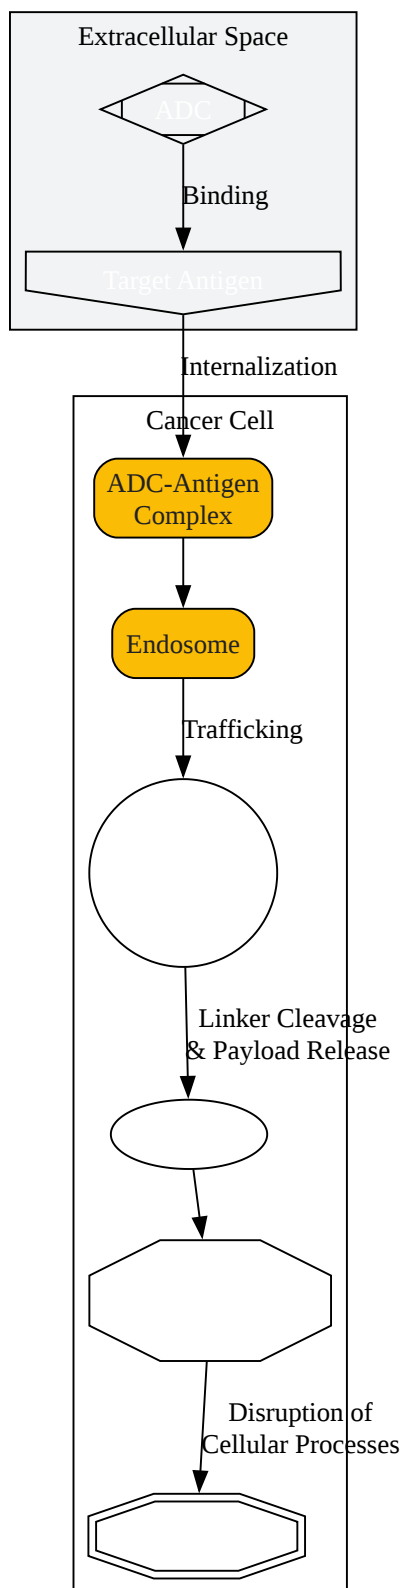 Extracellular Space
ADC
Binding
Target Antigen
Internalization
Cancer Cell
ADC-Antigen
Complex
Endosome
Trafficking
Linker Cleavage
& Payload Release
Disruption of
Cellular Processes